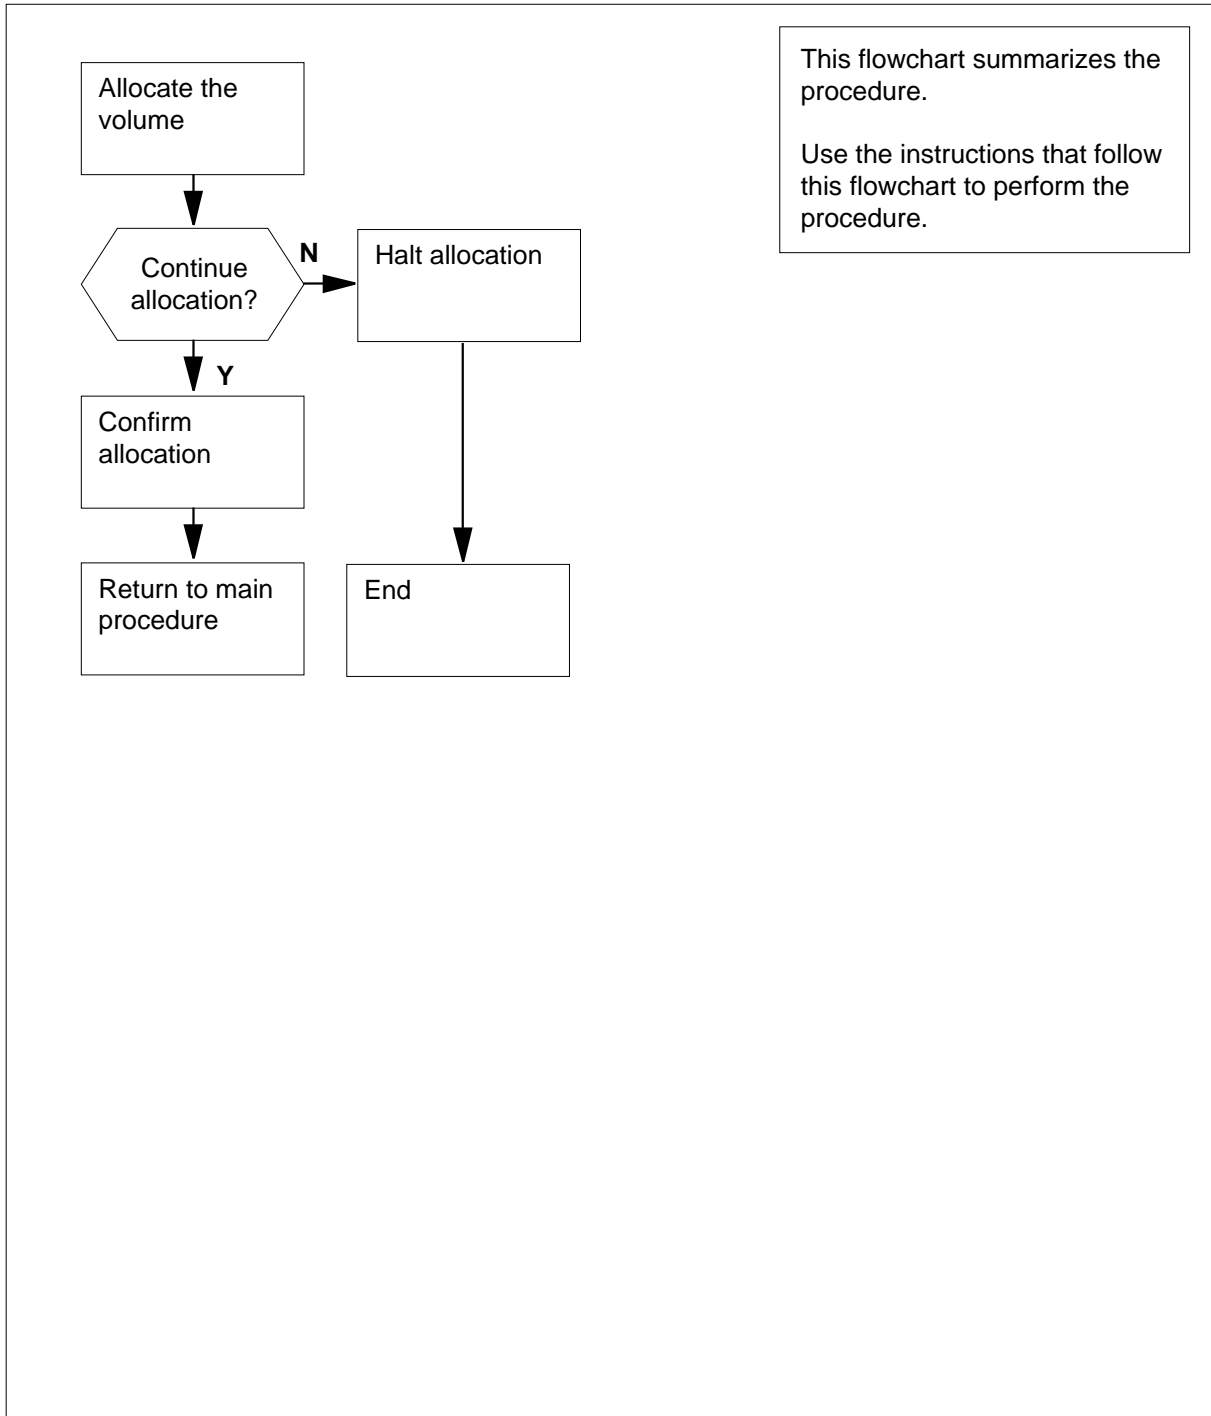 Allocate the
volume
Continue
allocation?
N
Halt allocation
Y
Confirm
allocation
Return to main
procedure
End
This flowchart summarizes the
procedure.
Use the instructions that follow
this flowchart to perform the
procedure.